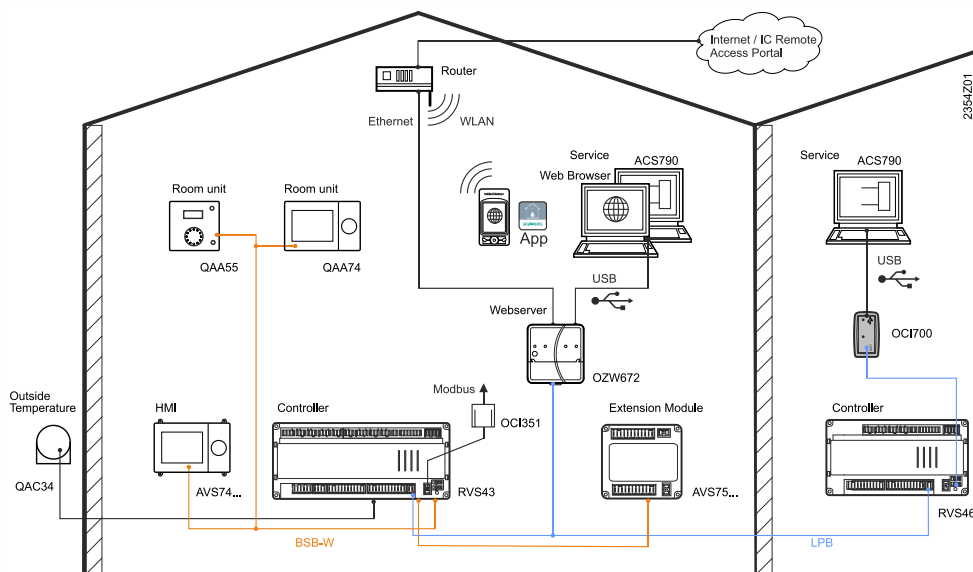 Internet / IC Remote
Access Portal
Router
Ethernet
WLAN
2354Z01
Service
ACS790
Web Browser
Service
ACS790
Room unit
Room unit
App
QAA55
QAA74
USB
USB
Webserver
OCI700
OZW672
Modbus
Outside
Temperature
HMI
Controller
OCI351
Extension Module
Controller
QAC34
AVS74...
RVS43
AVS75...
RVS46
BSB-W
LPB